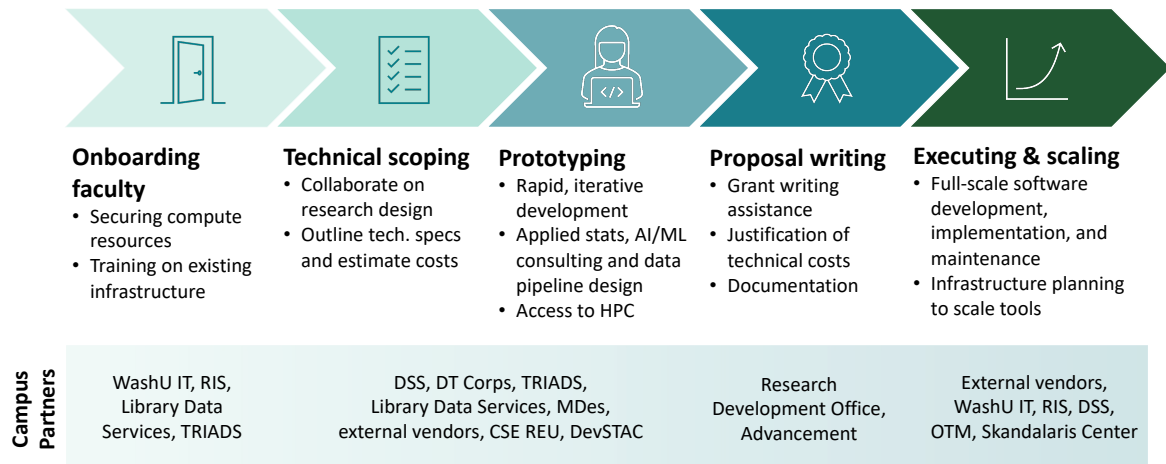 </>
Onboarding
faculty
• Securing compute
resources
• Training on existing
infrastructure
Technical scoping
• Collaborate on
research design
• Outline tech. specs
and estimate costs
Prototyping
• Rapid, iterative
development
• Applied stats, AI/ML
consulting and data
pipeline design
• Access to HPC
Proposal writing
• Grant writing
assistance
• Justification of
technical costs
• Documentation
Executing & scaling
• Full-scale software
development,
implementation, and
maintenance
• Infrastructure planning
to scale tools
Campus
Partners
WashU IT, RIS,
Library Data
Services, TRIADS
DSS, DT Corps, TRIADS,
Library Data Services, MDes,
external vendors, CSE REU, DevSTAC
Research
Development Office,
Advancement
External vendors,
WashU IT, RIS, DSS,
OTM, Skandalaris Center